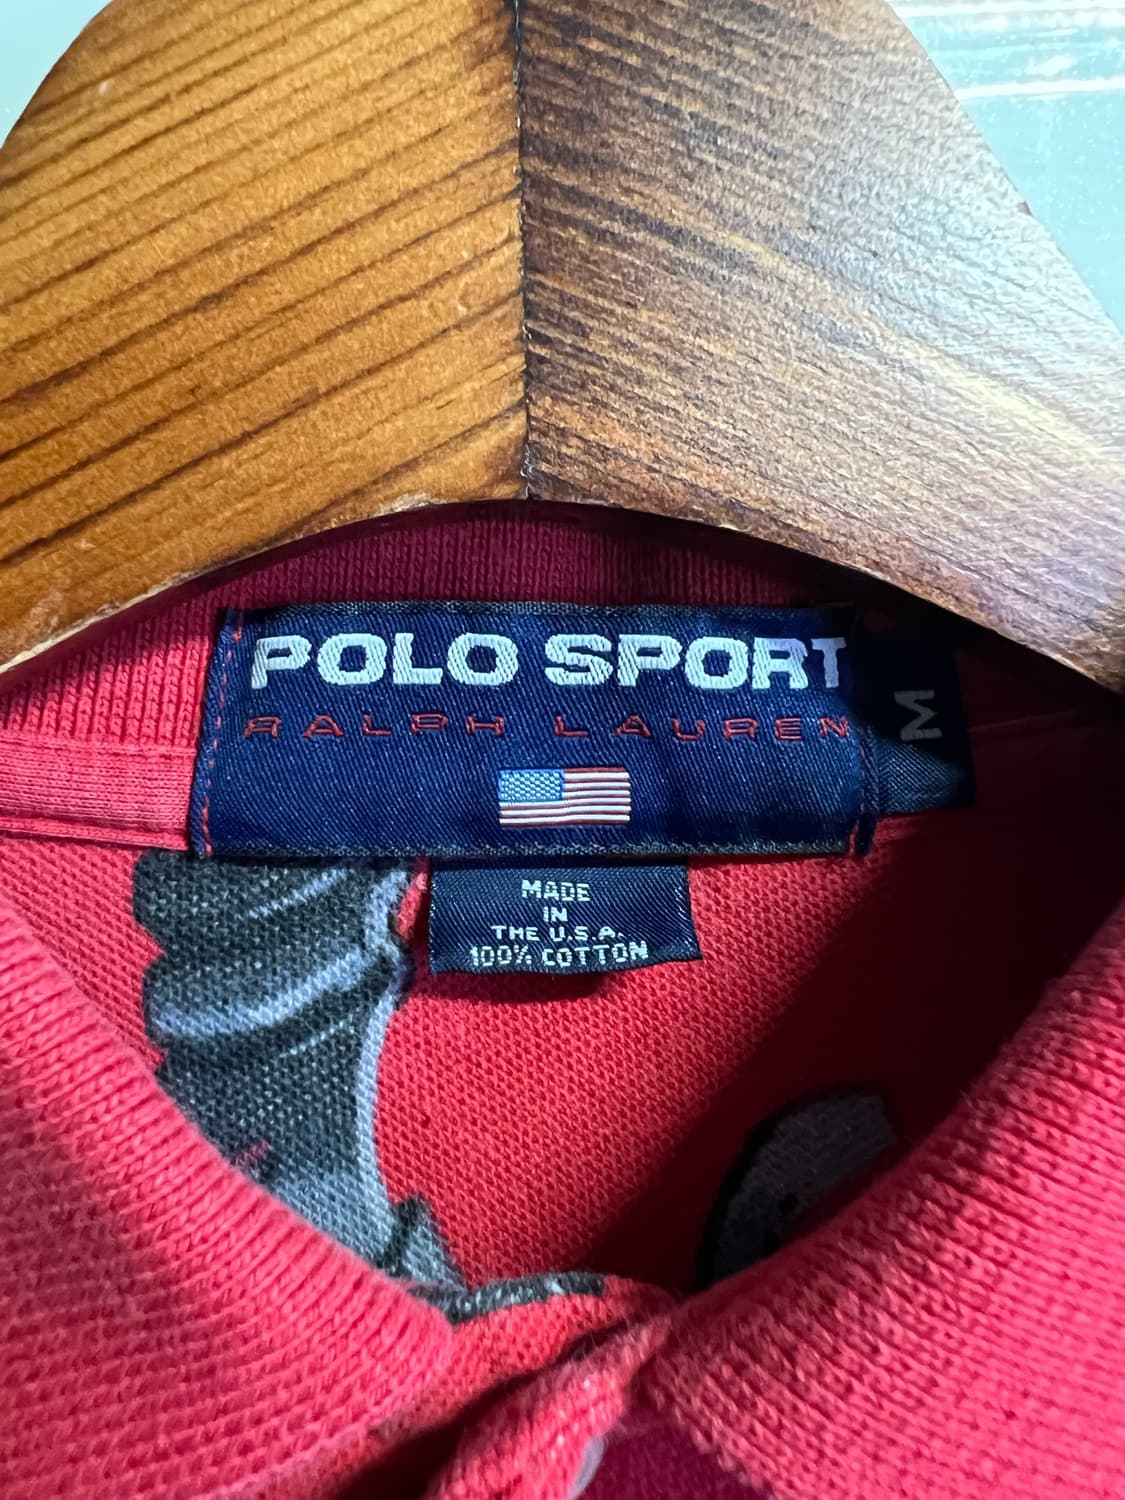 POLO SPORT
RALPH LAUREN
M
MADE
IN
THE U.S.A.
100% COTTON